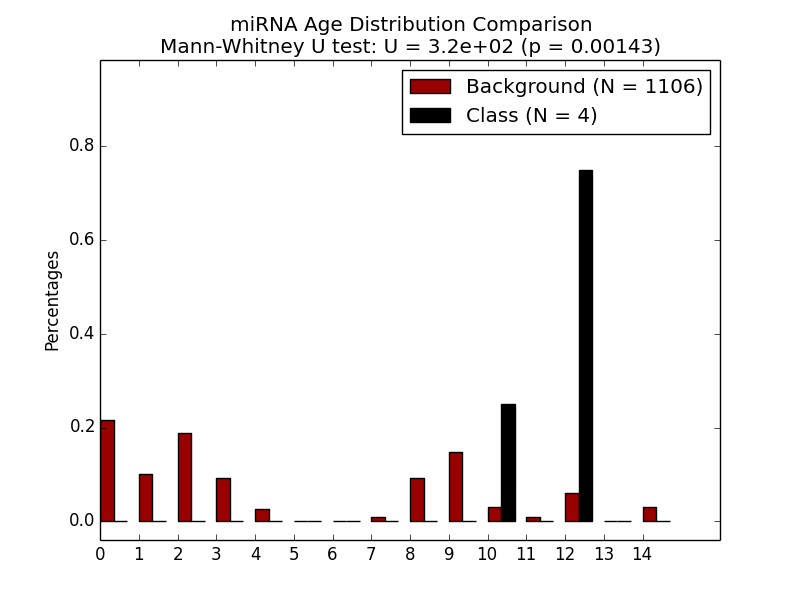 miRNA Age Distribution Comparison
Mann-Whitney U test: U = 3.2e+02 (p = 0.00143)
Background (N = 1106)
Class (N = 4)
Percentages
0.8
0.6
0.4
0.2
0.0
0 1 2 3 4 5 6 7 8 9 10 11 12 13 14